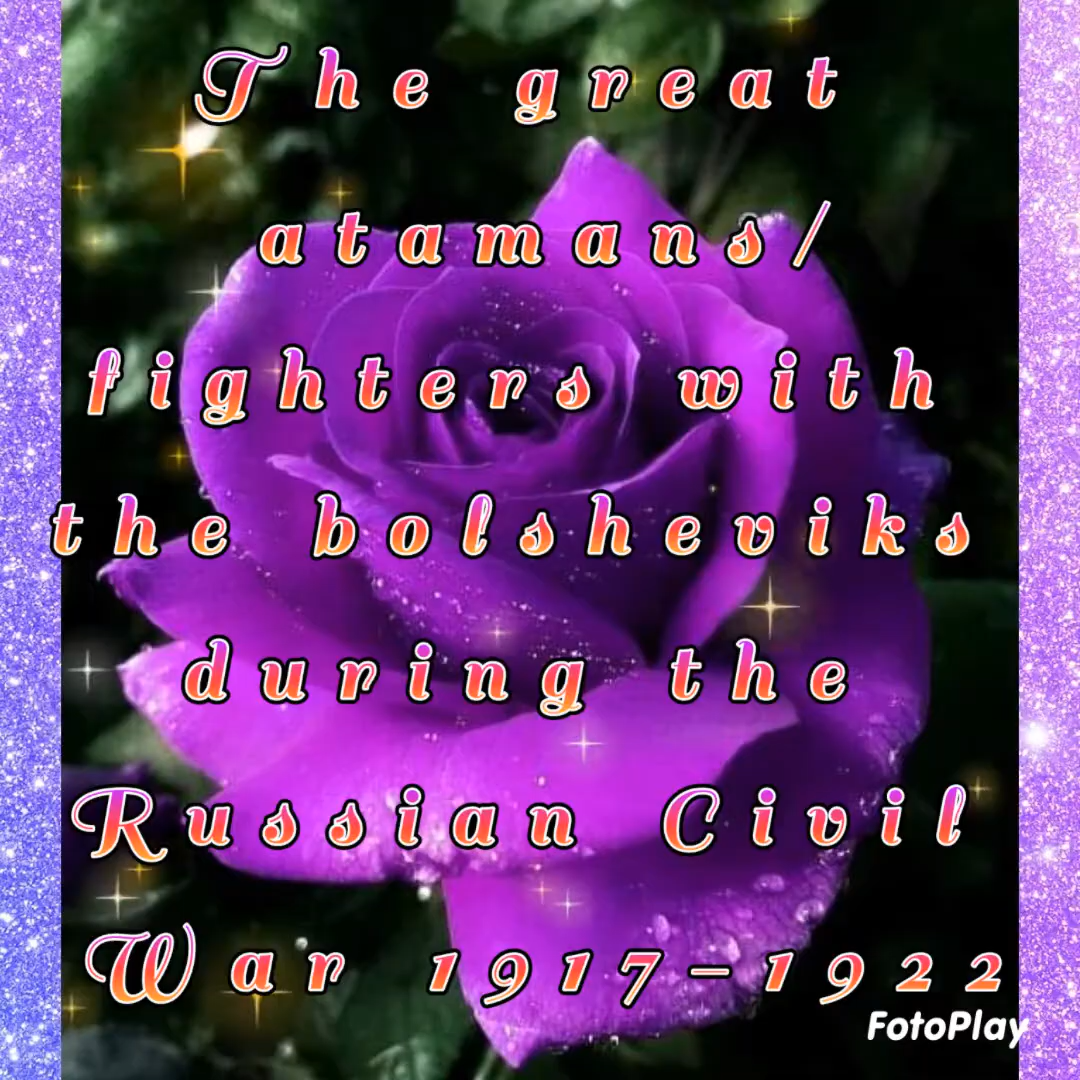 The great
atamans/
fighters with
the bolsheviks
during the
Russian Civil
War 1917-1922
FotoPlay